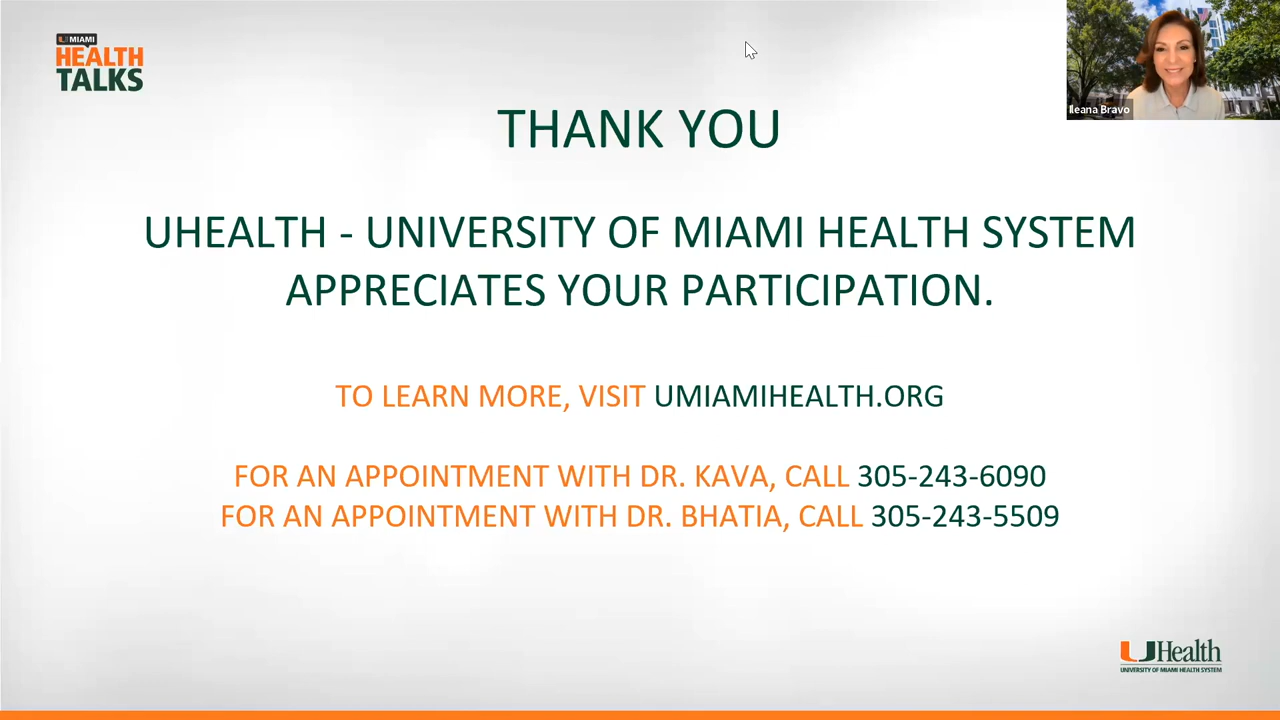 U MIAMI
HEALTH
TALKS
Ileana Bravo
THANK YOU
UHEALTH - UNIVERSITY OF MIAMI HEALTH SYSTEM
APPRECIATES YOUR PARTICIPATION.
TO LEARN MORE, VISIT UMIAMIHEALTH.ORG
FOR AN APPOINTMENT WITH DR. KAVA, CALL 305-243-6090
FOR AN APPOINTMENT WITH DR. BHATIA, CALL 305-243-5509
UHealth
UNIVERSITY OF MIAMI HEALTH SYSTEM